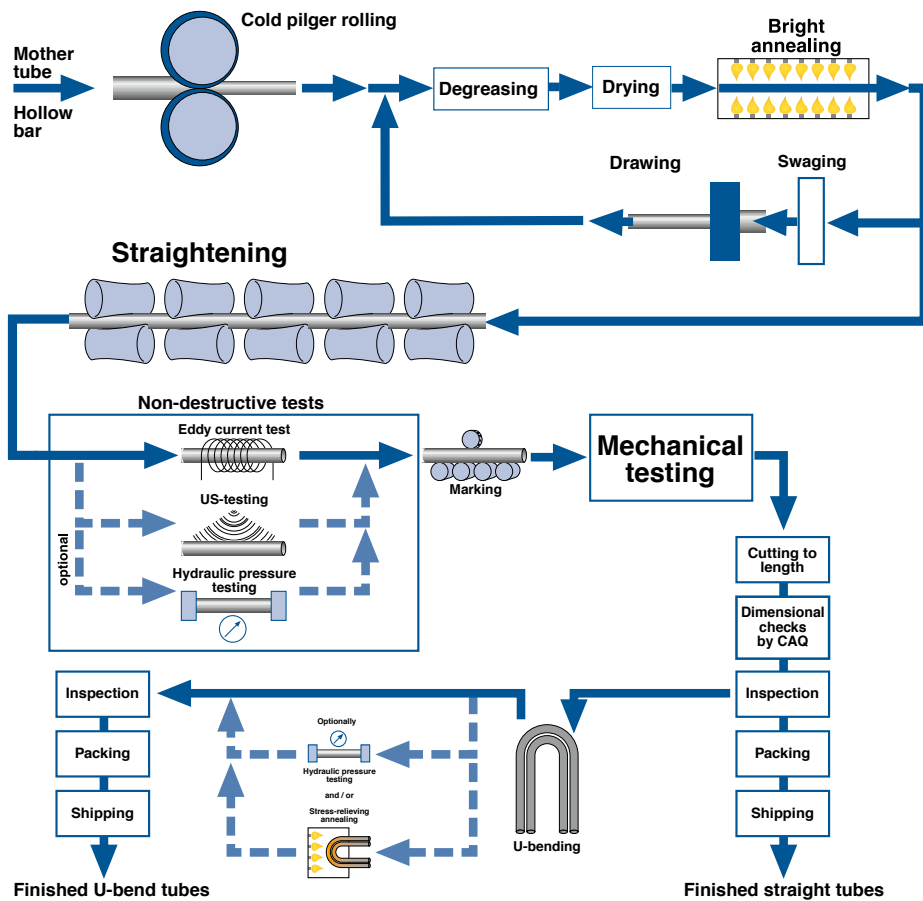 Cold pilger rolling
Mother
tube
Hollow
bar
Degreasing
Drying
Bright
annealing
Drawing
Swaging
Straightening
Non-destructive tests
Eddy current test
US-testing
optional
Hydraulic pressure
testing
Marking
Mechanical
testing
Cutting to
length
Dimensional
checks
by CAQ
Inspection
Packing
Shipping
Finished straight tubes
U-bending
Optionally
Hydraulic pressure
testing
and / or
Stress-relieving
annealing
Inspection
Packing
Shipping
Finished U-bend tubes